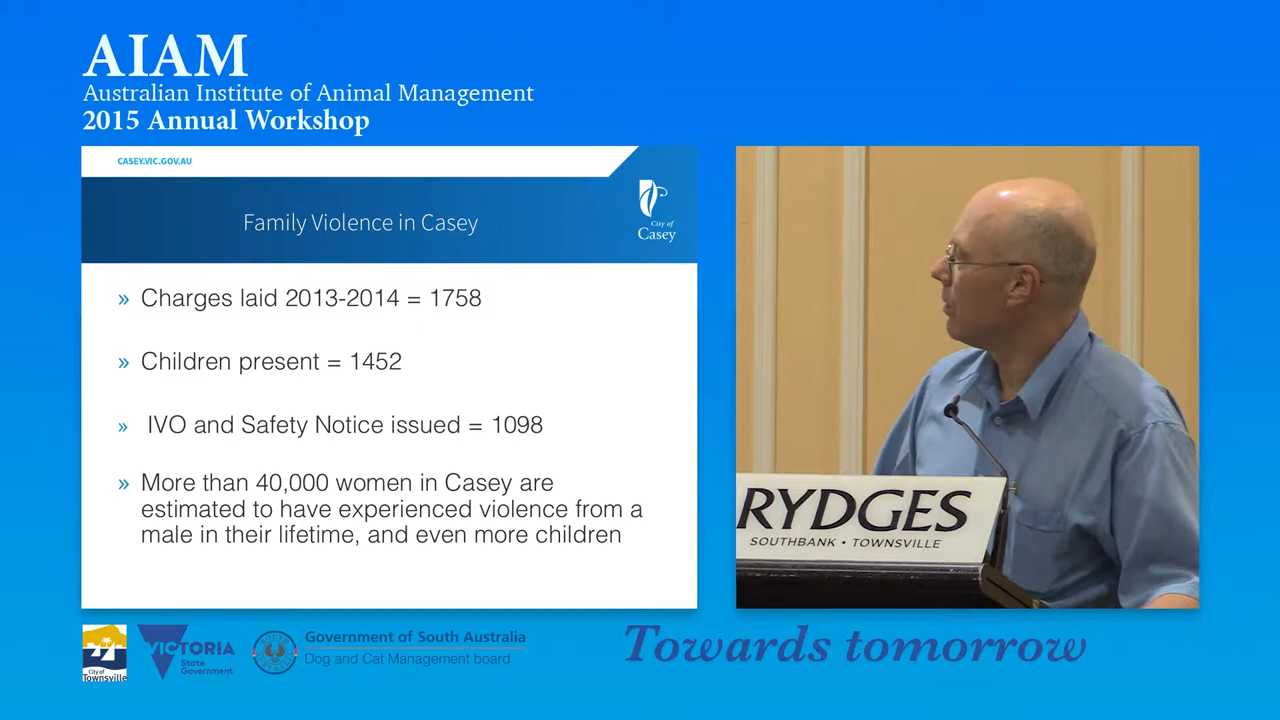 AIAM
Australian Institute of Animal Management
2015 Annual Workshop
CASEY.VIC.GOV.AU
Family Violence in Casey
City of
Casey
» Charges laid 2013-2014 = 1758
» Children present = 1452
» IVO and Safety Notice issued = 1098
» More than 40,000 women in Casey are
estimated to have experienced violence from a
male in their lifetime, and even more children
RYDGES
SOUTHBANK • TOWNSVILLE
City of
Townsville
VICTORIA
State
Government
Government of South Australia
Dog and Cat Management board
Towards tomorrow